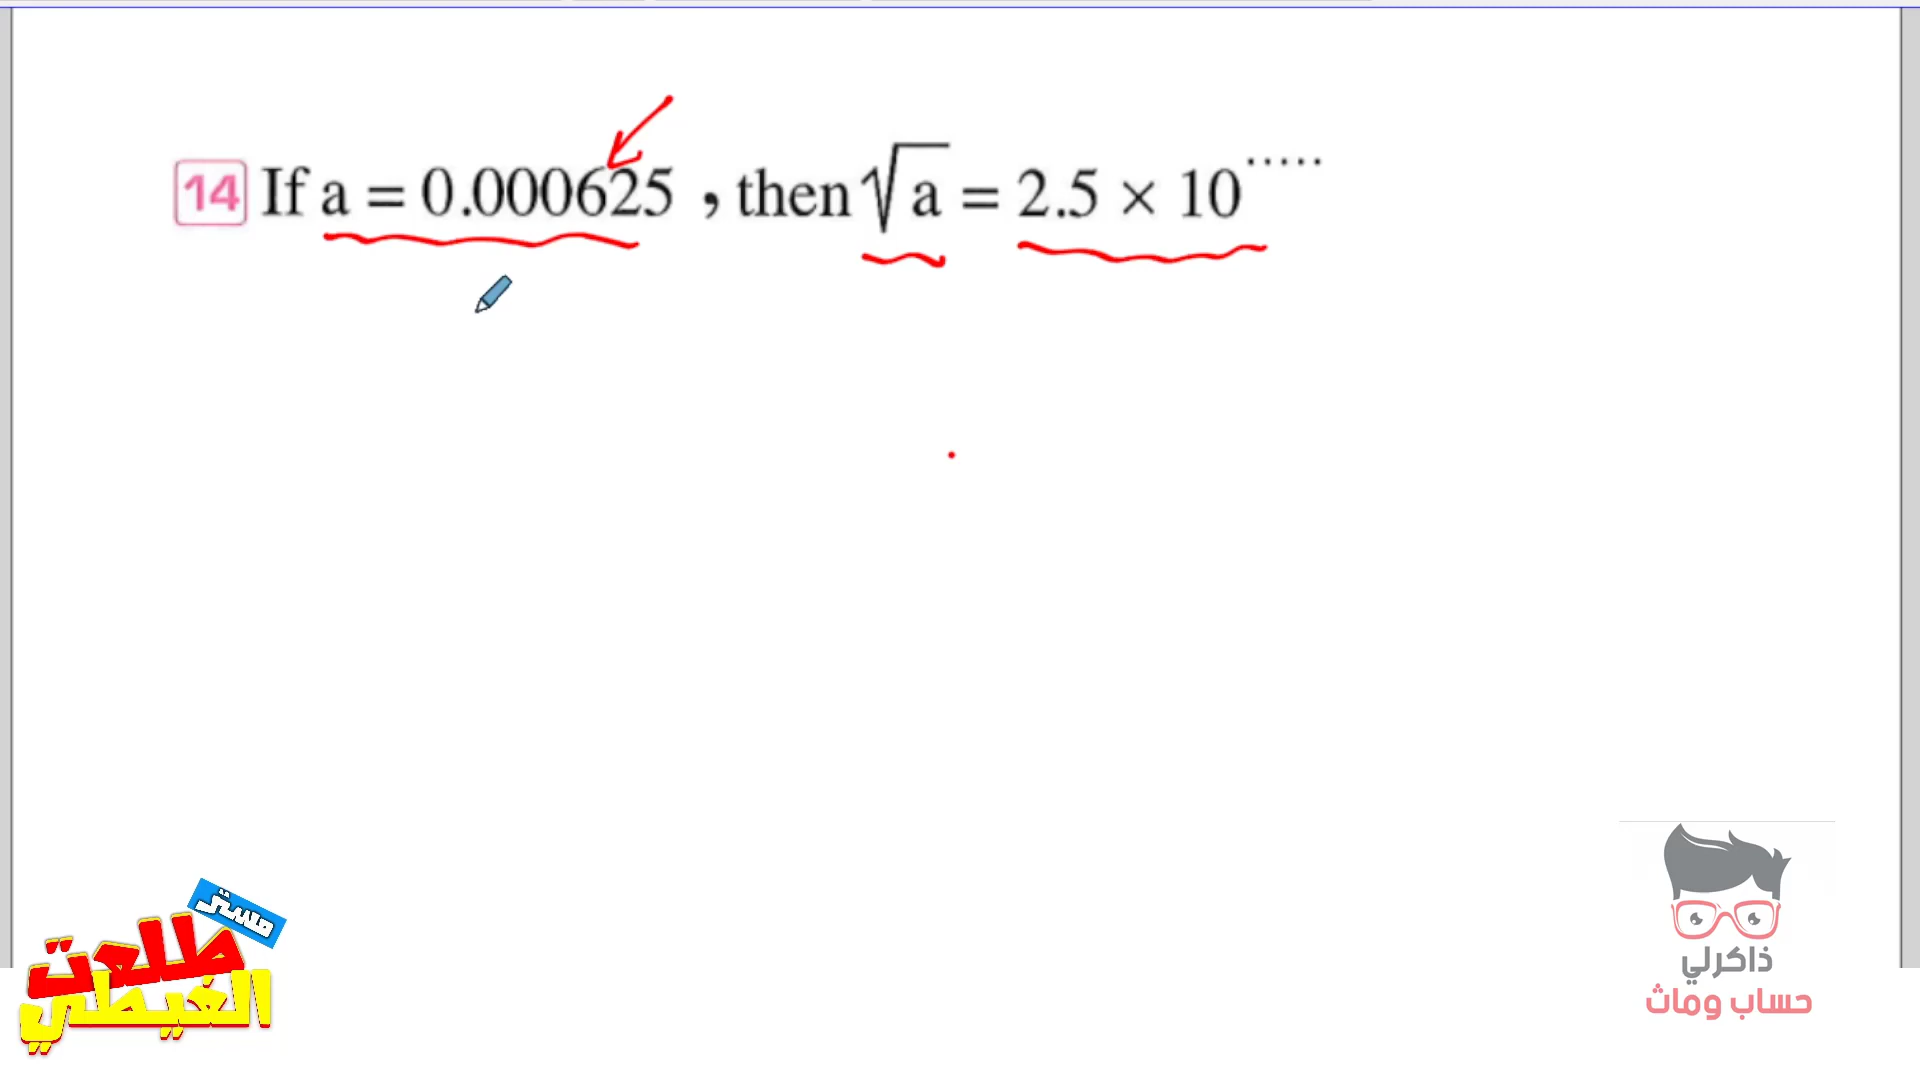 14 If a = 0.000625 , then √a = 2.5 × 10.....
مستر
طلعت
الغيطي
ذاكرلي
حساب وماث